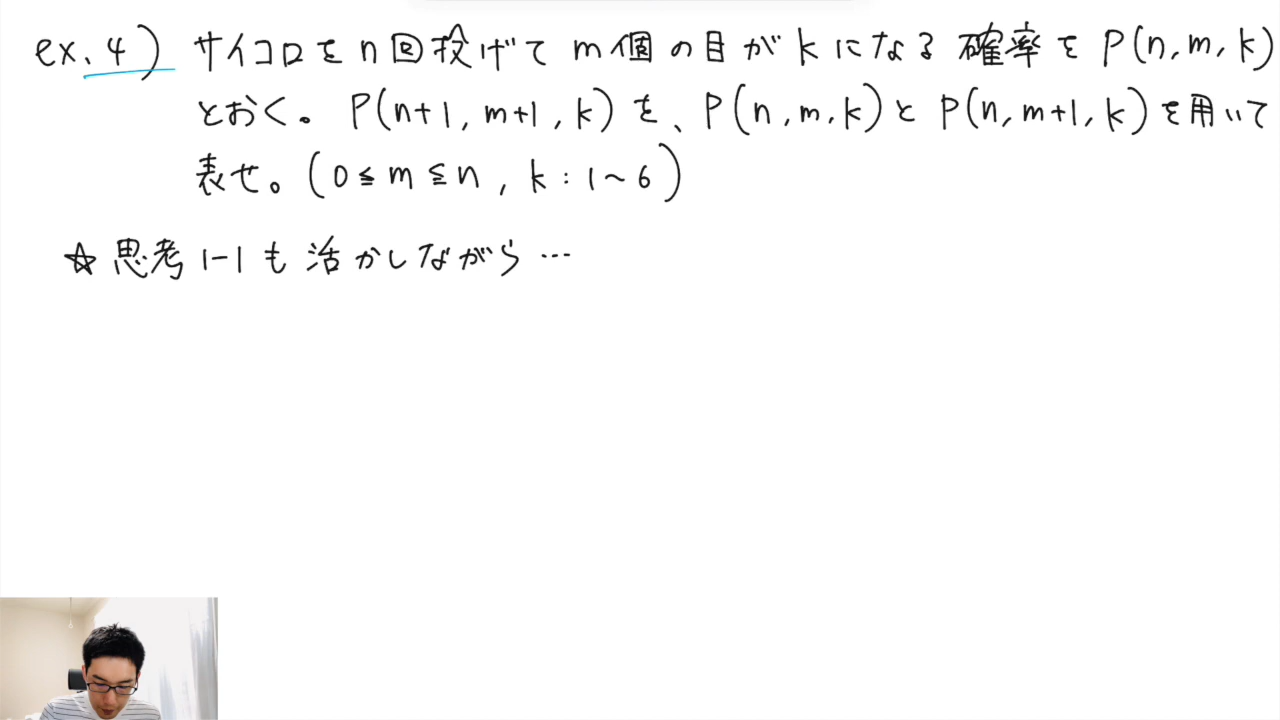 ex. 4) サイコロをn回投げてm個の目がkになる確率をP(n, m, k)
とおく。P(n+1, m+1, k)を、P(n, m, k)とP(n, m+1, k)を用いて
表せ。(0≦m≦n, k:1~6)
☆思考1-1も活かしながら…